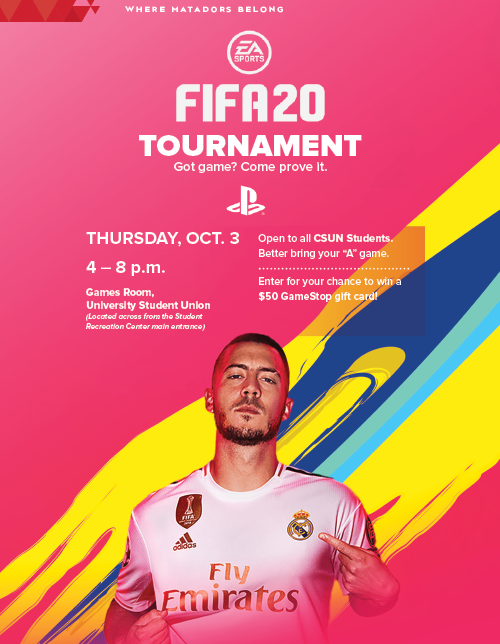 WHERE MATADORS BELONG
EA
SPORTS
FIFA20
TOURNAMENT
Got game? Come prove it.
THURSDAY, OCT. 3
4 – 8 p.m.
Games Room,
University Student Union
(Located across from the Student
Recreation Center main entrance)
Open to all CSUN Students.
Better bring your “A” game.
Enter for your chance to win a
$50 GameStop gift card!
FIFA
adidas
Fly
Emirates